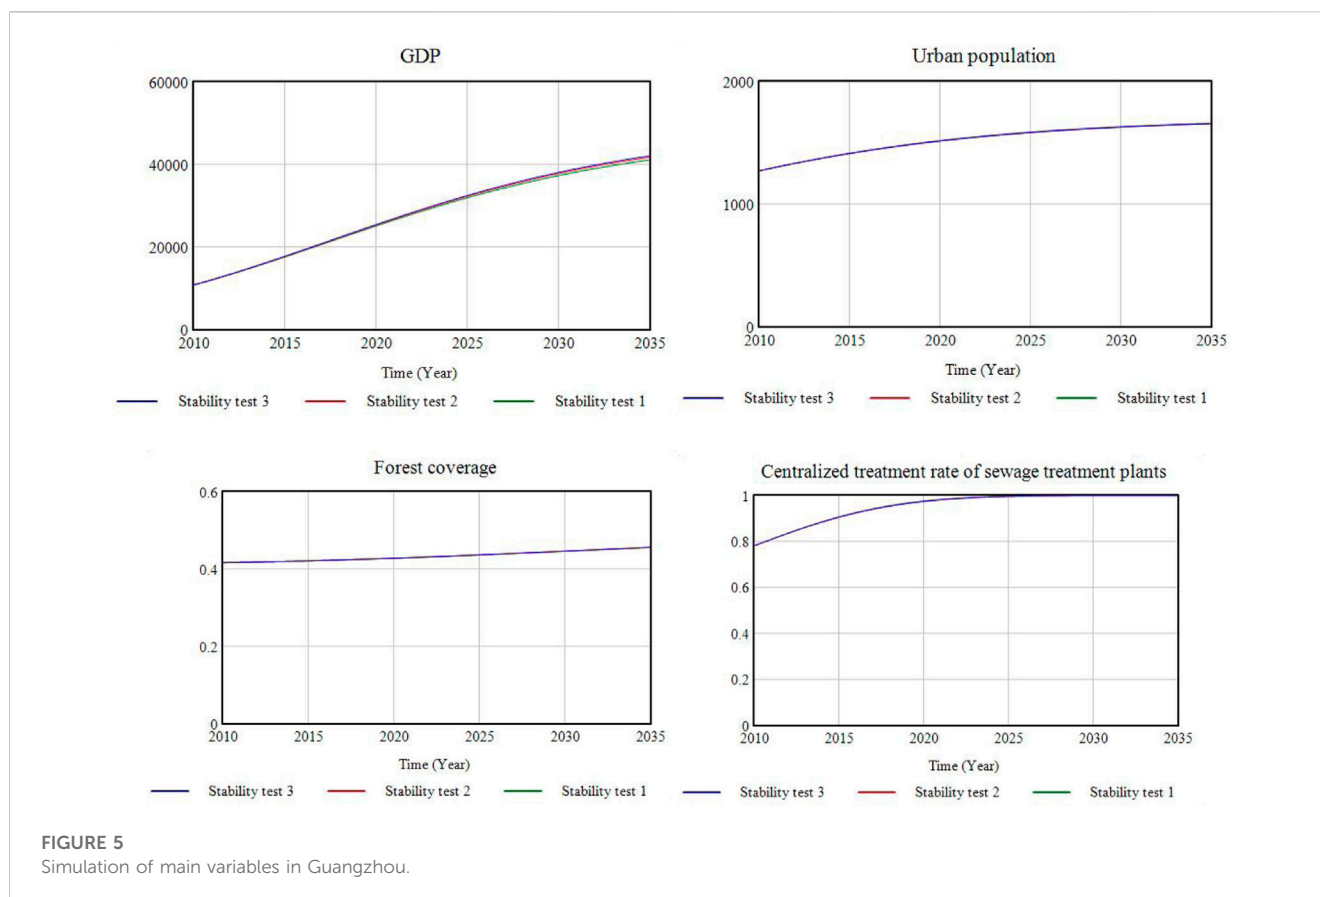 GDP
60000
40000
20000
0
2010 2015 2020 2025 2030 2035
Time (Year)
Stability test 3 Stability test 2 Stability test 1
Urban population
2000
1000
0
2010 2015 2020 2025 2030 2035
Time (Year)
Stability test 3 Stability test 2 Stability test 1
Forest coverage
0.6
0.4
0.2
0
2010 2015 2020 2025 2030 2035
Time (Year)
Stability test 3 Stability test 2 Stability test 1
Centralized treatment rate of sewage treatment plants
1
0.8
0.6
0.4
0.2
0
2010 2015 2020 2025 2030 2035
Time (Year)
Stability test 3 Stability test 2 Stability test 1
FIGURE 5
Simulation of main variables in Guangzhou.